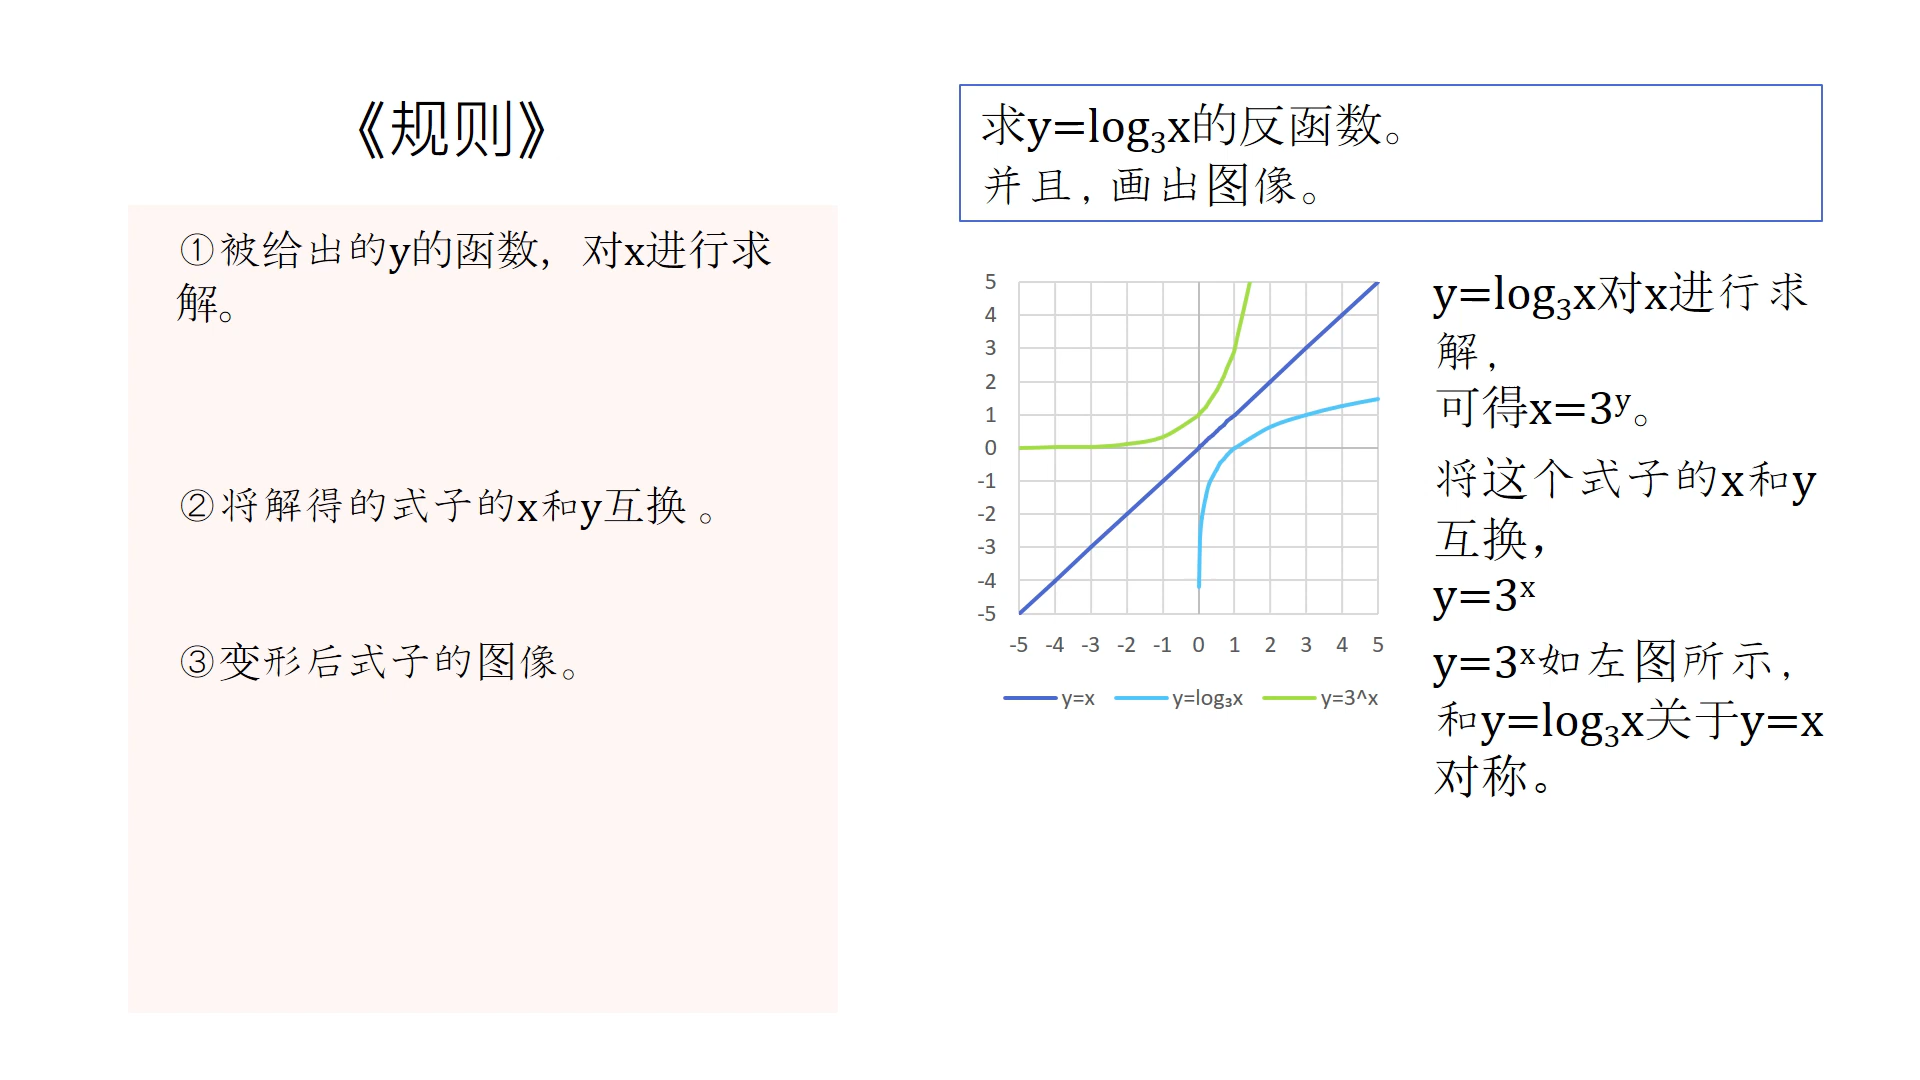 《规则》
①被给出的y的函数，对x进行求
解。
②将解得的式子的x和y互换。
③变形后式子的图像。
求y=log₃x的反函数。
并且，画出图像。
5
4
3
2
1
0
-1
-2
-3
-4
-5
-5 -4 -3 -2 -1 0 1 2 3 4 5
y=x y=log₃x y=3^x
y=log₃x对x进行求
解，
可得x=3ʸ。
将这个式子的x和y
互换，
y=3ˣ
y=3ˣ如左图所示，
和y=log₃x关于y=x
对称。